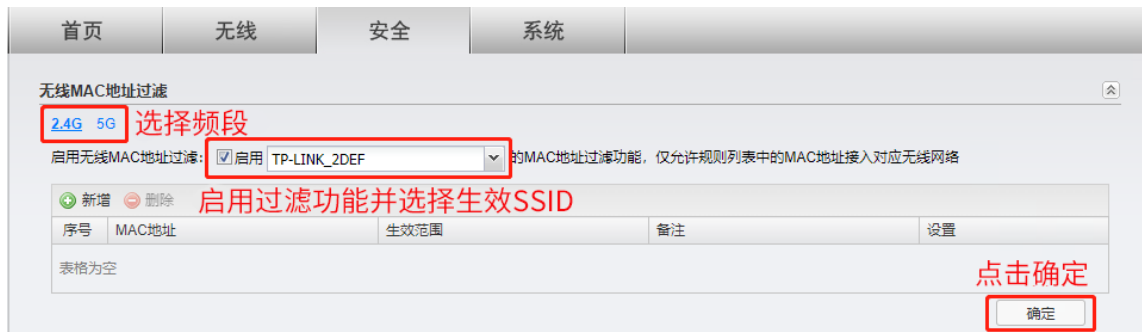 首页 无线 安全 系统
无线MAC地址过滤
2.4G 5G 选择频段
启用无线MAC地址过滤: 启用 TP-LINK_2DEF 的MAC地址过滤功能，仅允许规则列表中的MAC地址接入对应无线网络
新增 删除 启用过滤功能并选择生效SSID
序号 MAC地址 生效范围 备注 设置
表格为空
点击确定
确定